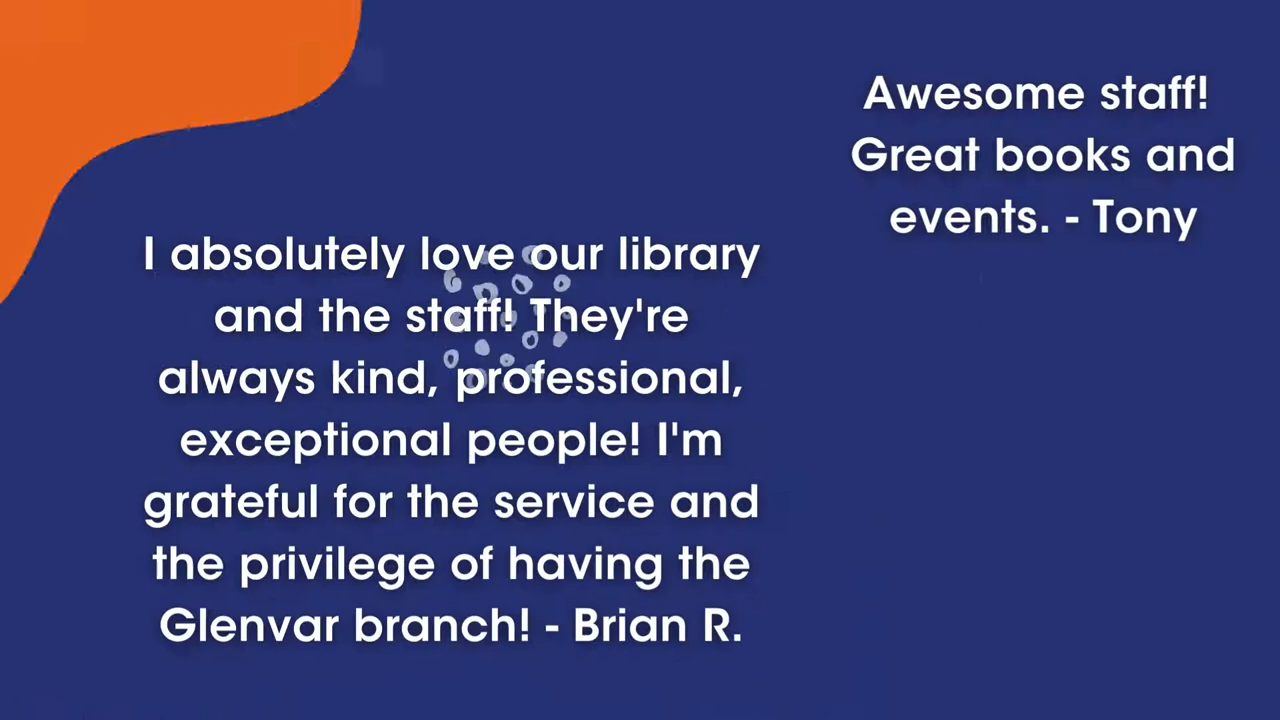 Awesome staff!
Great books and
events. - Tony
I absolutely love our library
and the staff! They're
always kind, professional,
exceptional people! I'm
grateful for the service and
the privilege of having the
Glenvar branch! - Brian R.